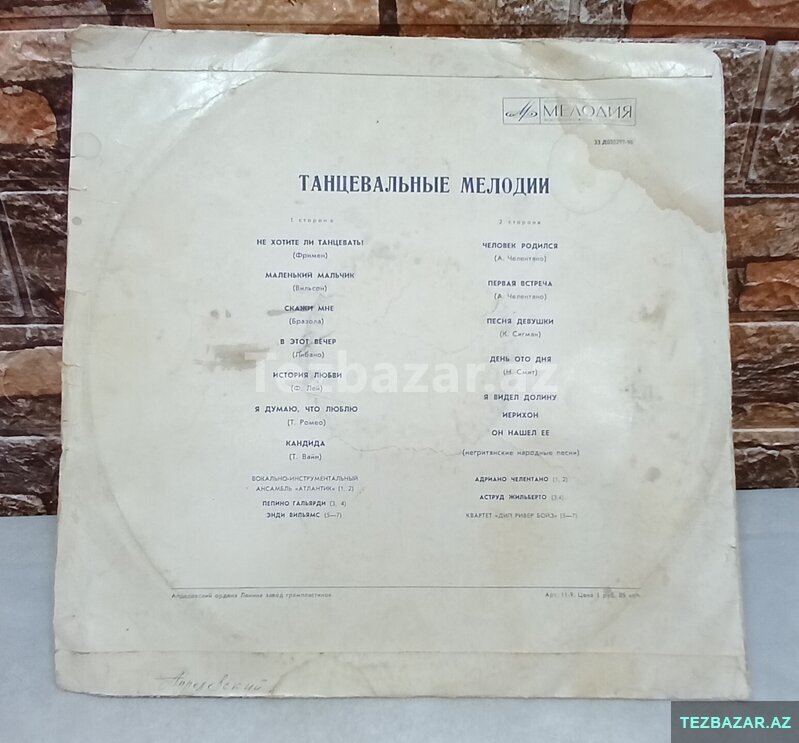 МЕЛОДИЯ
ТАНЦЕВАЛЬНЫЕ МЕЛОДИИ
1 сторона
НЕ ХОТИТЕ ЛИ ТАНЦЕВАТЬ!
(Фримен)
МАЛЕНЬКИЙ МАЛЬЧИК
(Вильсон)
СКАЖИ МНЕ
(Бразола)
В ЭТОТ ВЕЧЕР
(Либано)
ИСТОРИЯ ЛЮБВИ
(Ф. Лей)
Я ДУМАЮ, ЧТО ЛЮБЛЮ
(Т. Ромео)
КАНДИДА
(Т. Вайн)
ВОКАЛЬНО-ИНСТРУМЕНТАЛЬНЫЙ
АНСАМБЛЬ «АТЛАНТИК» (1, 2)
ПЕПИНО ГАЛЬЯРДИ (3, 4)
ЭНДИ ВИЛЬЯМС (5—7)
2 сторона
ЧЕЛОВЕК РОДИЛСЯ
(А. Челентано)
ПЕРВАЯ ВСТРЕЧА
(А. Челентано)
ПЕСНЯ ДЕВУШКИ
(К. Сигман)
ДЕНЬ ОТО ДНЯ
(Н. Смит)
Я ВИДЕЛ ДОЛИНУ
ИЕРИХОН
ОН НАШЕЛ ЕЕ
(негритянские народные песни)
АДРИАНО ЧЕЛЕНТАНО (1, 2)
АСТРУД ЖИЛЬБЕРТО (3,4)
КВАРТЕТ «ДИП РИВЕР БОЙЗ» (5—7)
Апрелевский ордена Ленина завод грампластинок
Арт. 11-9. Цена 1 руб. 85 коп.
Апрелевский
Tezbazar.az
TEZBAZAR.AZ